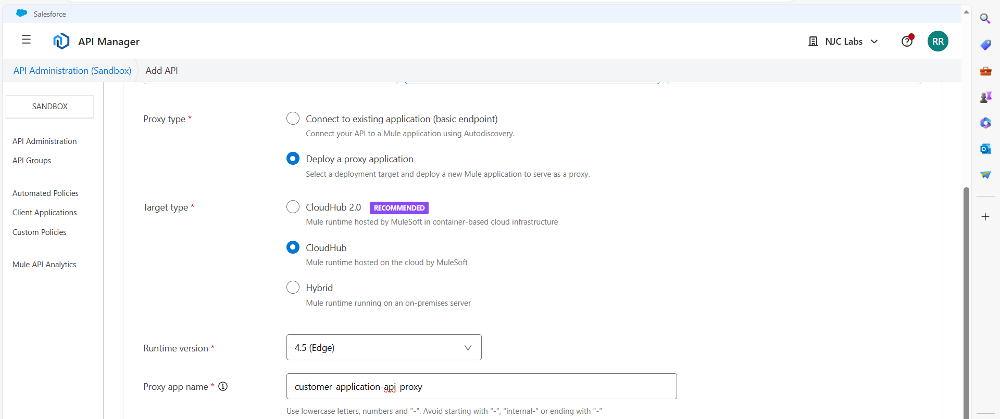 Salesforce
API Manager
NJC Labs
RR
API Administration (Sandbox)
Add API
SANDBOX
API Administration
API Groups
Automated Policies
Client Applications
Custom Policies
Mule API Analytics
Proxy type *
Connect to existing application (basic endpoint)
Connect your API to a Mule application using Autodiscovery.
Deploy a proxy application
Select a deployment target and deploy a new Mule application to serve as a proxy.
Target type *
CloudHub 2.0 RECOMMENDED
Mule runtime hosted by MuleSoft in container-based cloud infrastructure
CloudHub
Mule runtime hosted on the cloud by MuleSoft
Hybrid
Mule runtime running on an on-premises server
Runtime version *
4.5 (Edge)
Proxy app name *
customer-application-api-proxy
Use lowercase letters, numbers and "-". Avoid starting with "-", "internal-" or ending with "-"